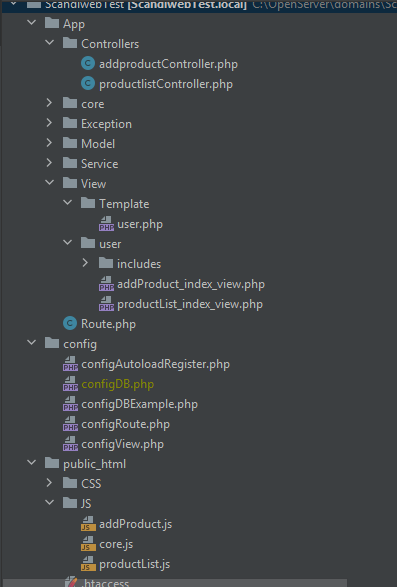 ScandiwebTest [ScandiwebTest.local] C:\OpenServer\domains\Sc
App
Controllers
addproductController.php
productlistController.php
core
Exception
Model
Service
View
Template
user.php
user
includes
addProduct_index_view.php
productList_index_view.php
Route.php
config
configAutoloadRegister.php
configDB.php
configDBExample.php
configRoute.php
configView.php
public_html
CSS
JS
addProduct.js
core.js
productList.js
.htaccess